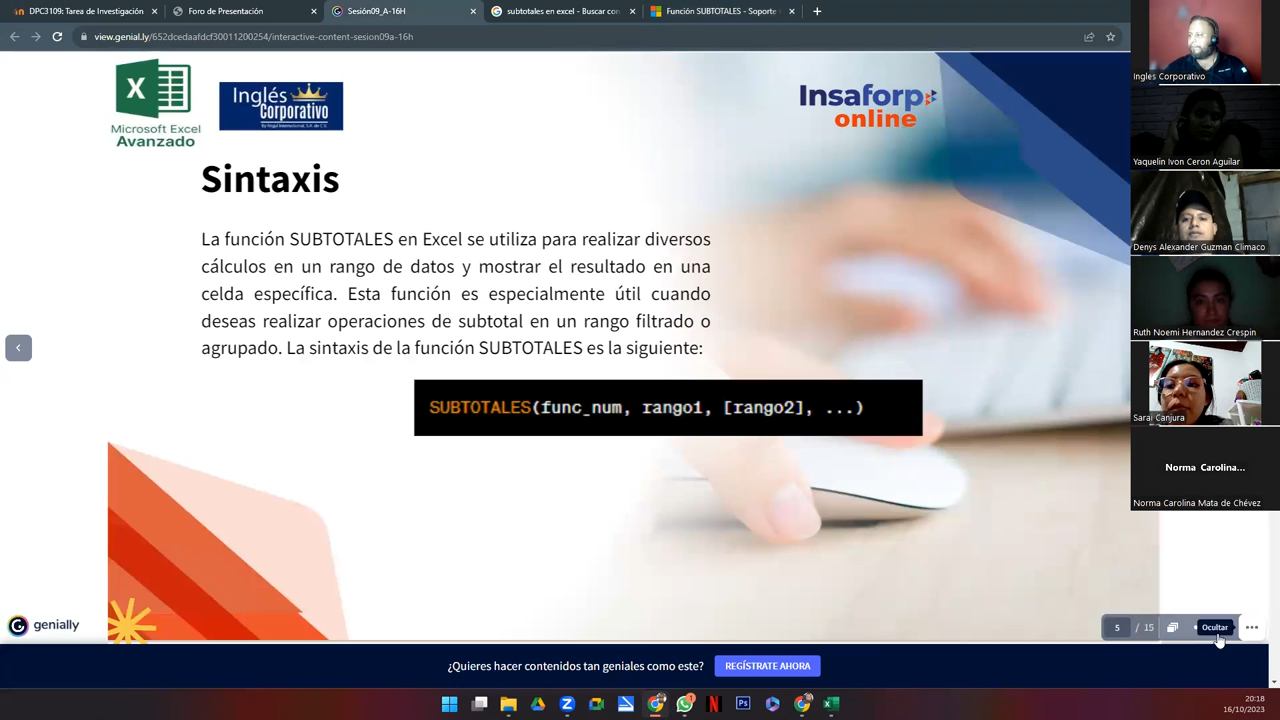 DPC3109: Tarea de Investigación
Foro de Presentación
Sesión09_A-16H
subtotales en excel - Buscar con
Función SUBTOTALES - Soporte
view.genial.ly/652dcedaafdcf30011200254/interactive-content-sesion09a-16h
Microsoft Excel
Avanzado
Inglés
Corporativo
Insaforp
online
Sintaxis
La función SUBTOTALES en Excel se utiliza para realizar diversos
cálculos en un rango de datos y mostrar el resultado en una
celda específica. Esta función es especialmente útil cuando
deseas realizar operaciones de subtotal en un rango filtrado o
agrupado. La sintaxis de la función SUBTOTALES es la siguiente:
SUBTOTALES(func_num, rango1, [rango2], ...)
Ingles Corporativo
Yaquelin Ivon Ceron Aguilar
Denys Alexander Guzman Climaco
Ruth Noemi Hernandez Crespin
Sarai Canjura
Norma Carolina...
Norma Carolina Mata de Chévez
genially
5 / 15
Ocultar
¿Quieres hacer contenidos tan geniales como este?
REGÍSTRATE AHORA
20:18
16/10/2023